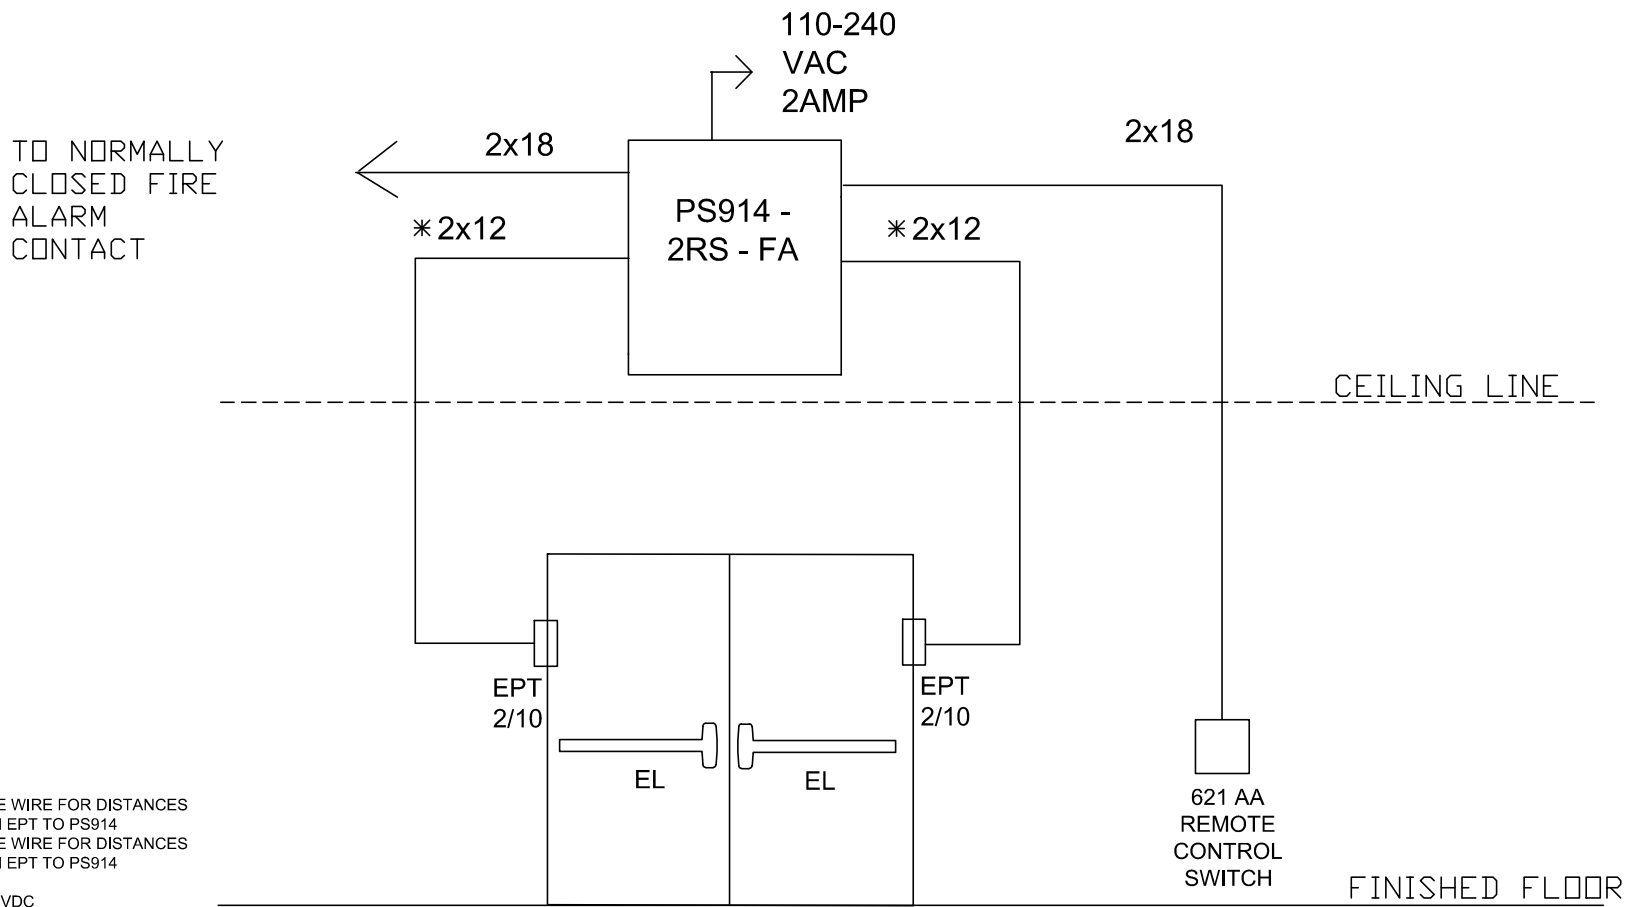 110-240
VAC
2AMP
TO NORMALLY
CLOSED FIRE
ALARM
CONTACT
2x18
2x18
* 2x12
PS914 -
2RS - FA
* 2x12
CEILING LINE
EPT
2/10
EPT
2/10
EL
EL
WIRE FOR DISTANCES
EPT TO PS914
WIRE FOR DISTANCES
EPT TO PS914
VDC
621 AA
REMOTE
CONTROL
SWITCH
FINISHED FLOOR